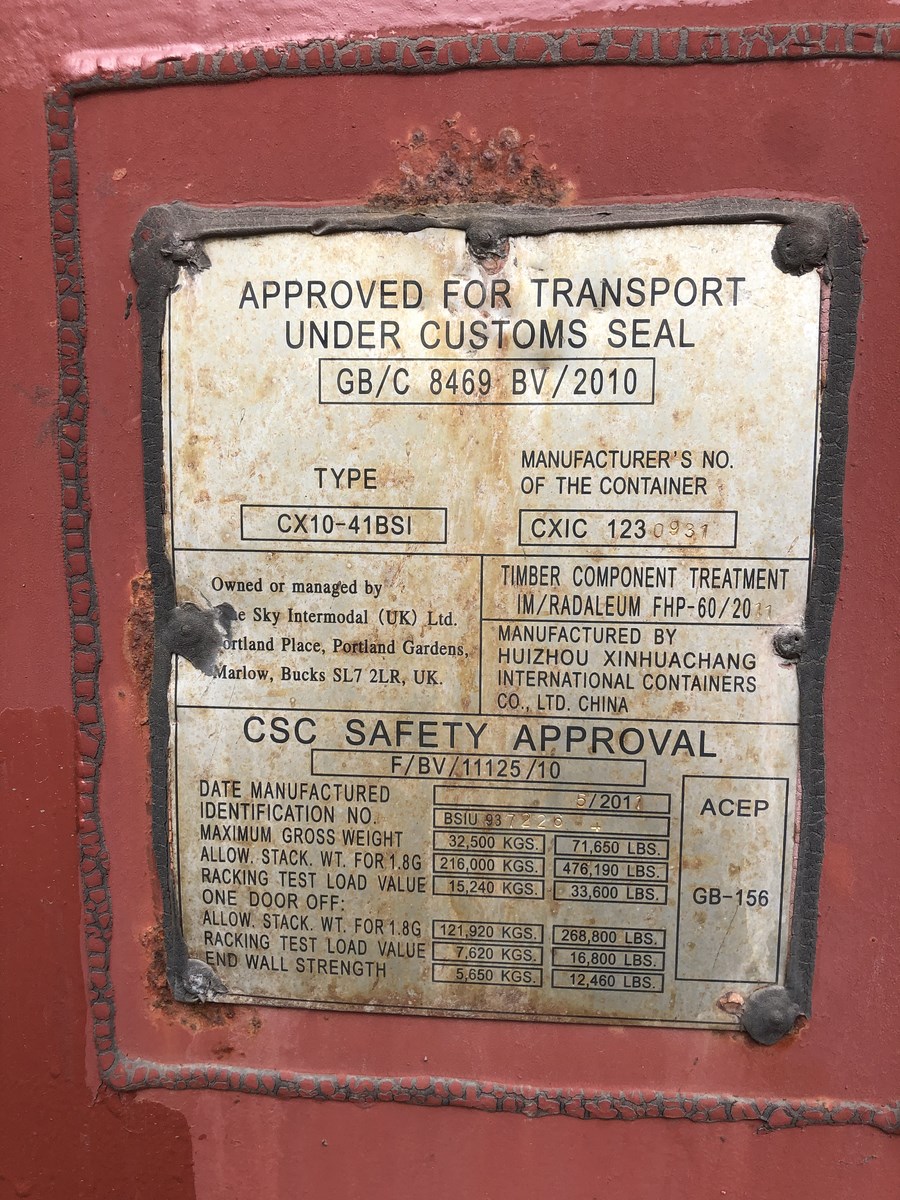 APPROVED FOR TRANSPORT
UNDER CUSTOMS SEAL
GB/C 8469 BV/2010
TYPE
CX10-41BSI
MANUFACTURER'S NO.
OF THE CONTAINER
CXIC 1230931
Owned or managed by
Sky Intermodal (UK) Ltd.
Portland Place, Portland Gardens,
Marlow, Bucks SL7 2LR, UK.
TIMBER COMPONENT TREATMENT
IM/RADALEUM FHP-60/2011
MANUFACTURED BY
HUIZHOU XINHUACHANG
INTERNATIONAL CONTAINERS
CO., LTD. CHINA
CSC SAFETY APPROVAL
F/BV/11125/10
DATE MANUFACTURED 5/2011
IDENTIFICATION NO. BSIU 937229 4
MAXIMUM GROSS WEIGHT 32,500 KGS. 71,650 LBS.
ALLOW. STACK. WT. FOR 1.8G 216,000 KGS. 476,190 LBS.
RACKING TEST LOAD VALUE 15,240 KGS. 33,600 LBS.
ONE DOOR OFF:
ALLOW. STACK. WT. FOR 1.8G 121,920 KGS. 268,800 LBS.
RACKING TEST LOAD VALUE 7,620 KGS. 16,800 LBS.
END WALL STRENGTH 5,650 KGS. 12,460 LBS.
ACEP
GB-156